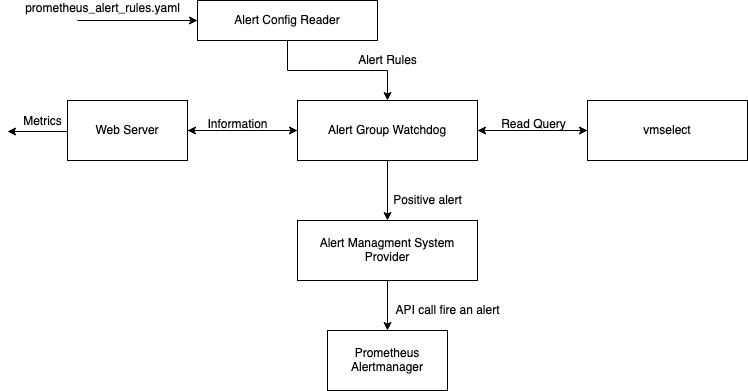 prometheus_alert_rules.yaml
Alert Config Reader
Alert Rules
Metrics
Web Server
Information
Alert Group Watchdog
Read Query
vmselect
Positive alert
Alert Managment System
Provider
API call fire an alert
Prometheus
Alertmanager